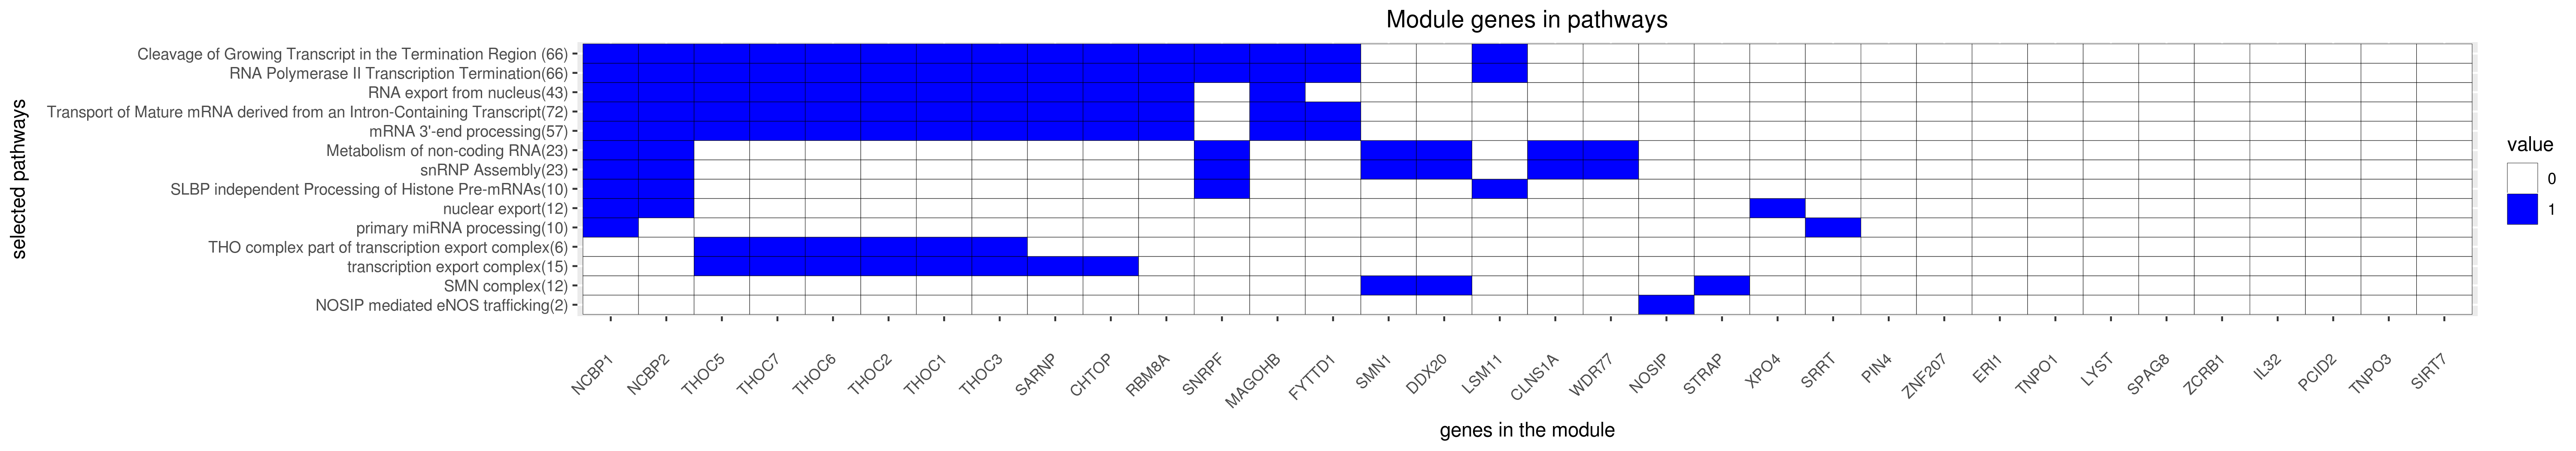 Module genes in pathways
selected pathways
Cleavage of Growing Transcript in the Termination Region (66)
RNA Polymerase II Transcription Termination(66)
RNA export from nucleus(43)
Transport of Mature mRNA derived from an Intron-Containing Transcript(72)
mRNA 3'-end processing(57)
Metabolism of non-coding RNA(23)
snRNP Assembly(23)
SLBP independent Processing of Histone Pre-mRNAs(10)
nuclear export(12)
primary miRNA processing(10)
THO complex part of transcription export complex(6)
transcription export complex(15)
SMN complex(12)
NOSIP mediated eNOS trafficking(2)
NCBP1
NCBP2
THOC5
THOC7
THOC6
THOC2
THOC1
THOC3
SARNP
CHTOP
RBM8A
SNRPF
MAGOHB
FYTTD1
SMN1
DDX20
LSM11
CLNS1A
WDR77
NOSIP
STRAP
XPO4
SRRT
PIN4
ZNF207
ERI1
TNPO1
LYST
SPAG8
ZCRB1
IL32
PCID2
TNPO3
SIRT7
genes in the module
value
0
1